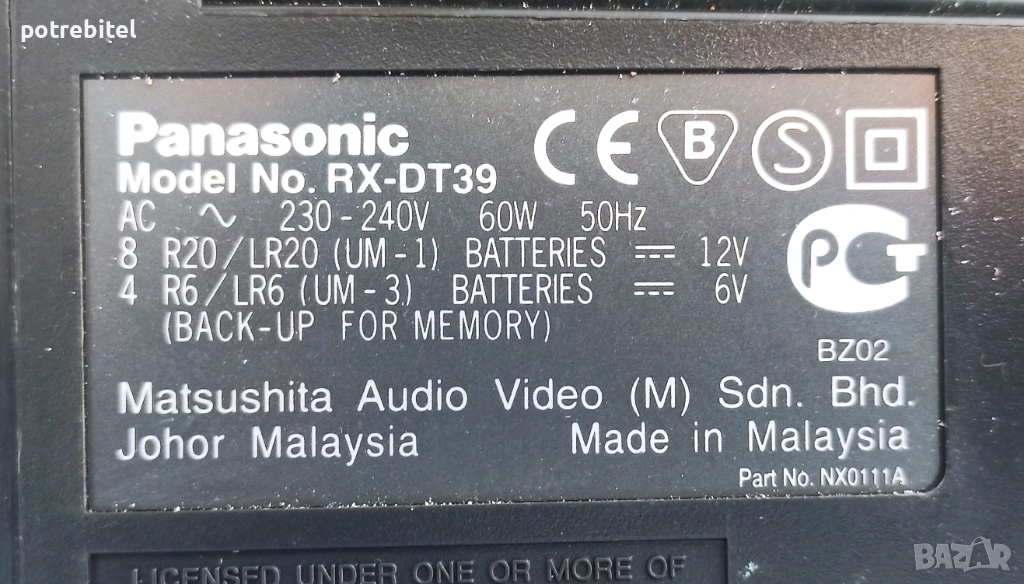 potrebitel
Panasonic
Model No. RX-DT39
AC ∿ 230-240V 60W 50Hz
8 R20/LR20 (UM-1) BATTERIES ⎓ 12V
4 R6/LR6 (UM-3) BATTERIES ⎓ 6V
(BACK-UP FOR MEMORY)
CE B S PCT
BZ02
Matsushita Audio Video (M) Sdn. Bhd.
Johor Malaysia Made in Malaysia
Part No. NX0111A
LICENSED UNDER ONE OR MORE OF
BAZAR